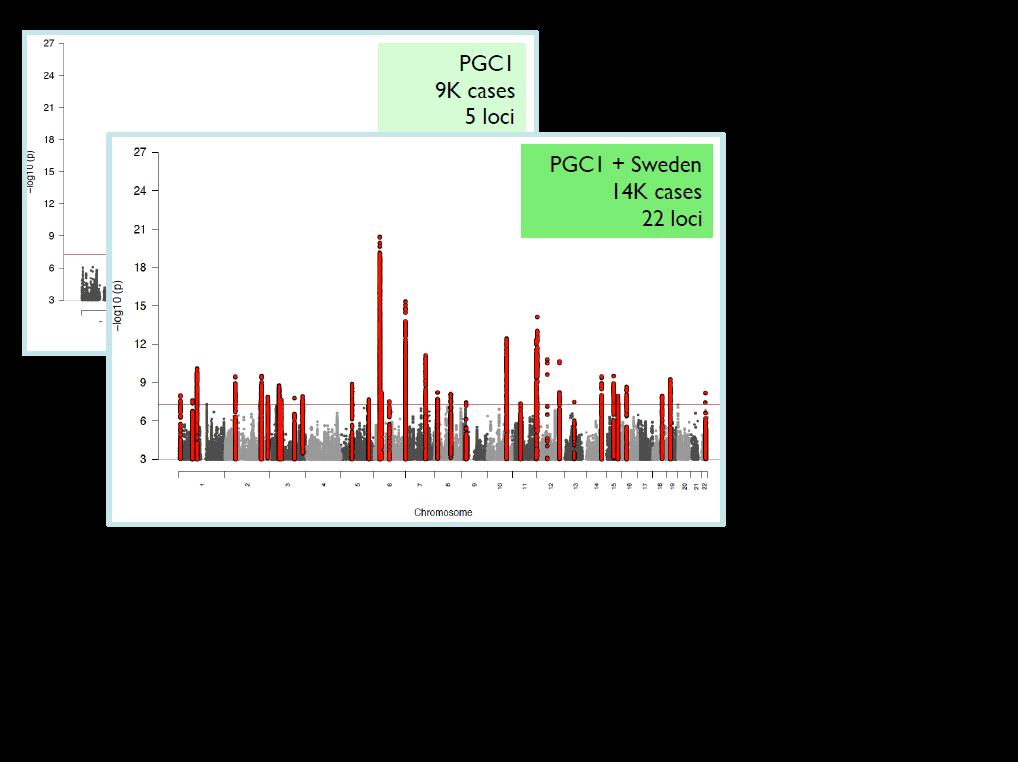 27
24
21
18
15
12
9
6
3
−log10 (p)
PGC1
9K cases
5 loci
27
24
21
18
15
12
9
6
3
−log10 (p)
PGC1 + Sweden
14K cases
22 loci
1 2 3 4 5 6 7 8 9 10 11 12 13 14 15 16 17 18 19 20 21 22
Chromosome